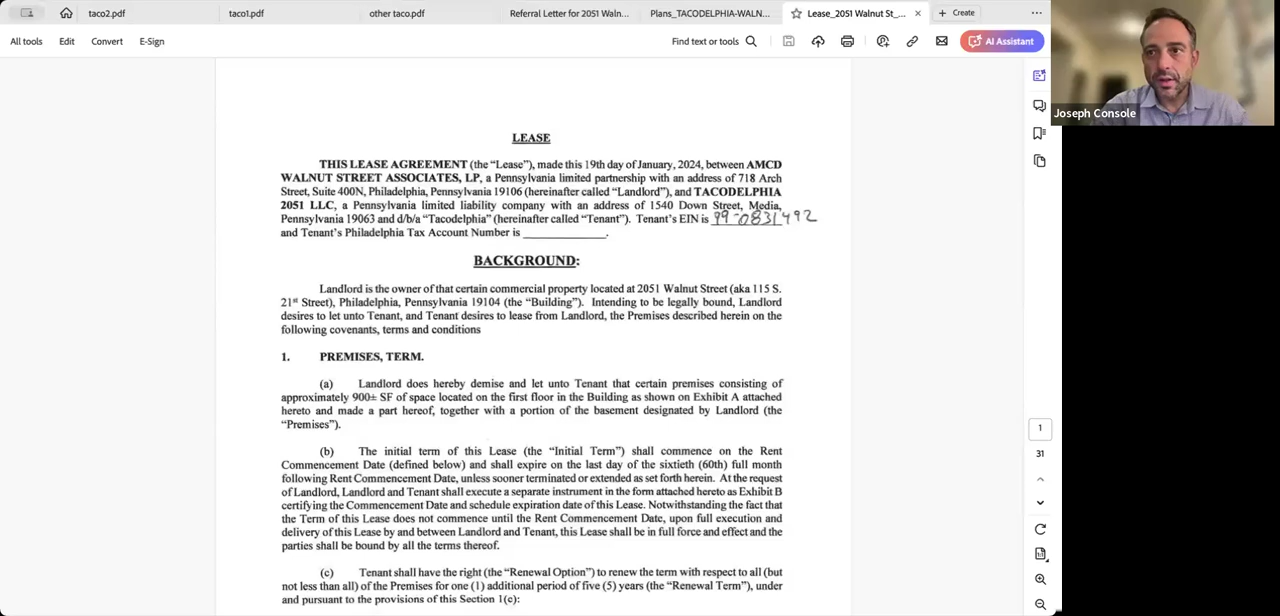 taco2.pdf
taco1.pdf
other taco.pdf
Referral Letter for 2051 Waln...
Plans_TACODELPHIA-WALN...
Lease_2051 Walnut St_...
Create
All tools
Edit
Convert
E-Sign
Find text or tools
AI Assistant
Joseph Console
LEASE
THIS LEASE AGREEMENT (the “Lease”), made this 19th day of January, 2024, between AMCD
WALNUT STREET ASSOCIATES, LP, a Pennsylvania limited partnership with an address of 718 Arch
Street, Suite 400N, Philadelphia, Pennsylvania 19106 (hereinafter called “Landlord”), and TACODELPHIA
2051 LLC, a Pennsylvania limited liability company with an address of 1540 Down Street, Media,
Pennsylvania 19063 and d/b/a “Tacodelphia” (hereinafter called “Tenant”). Tenant’s EIN is 99-0831492
and Tenant’s Philadelphia Tax Account Number is ____________.
BACKGROUND:
Landlord is the owner of that certain commercial property located at 2051 Walnut Street (aka 115 S.
21st Street), Philadelphia, Pennsylvania 19104 (the “Building”). Intending to be legally bound, Landlord
desires to let unto Tenant, and Tenant desires to lease from Landlord, the Premises described herein on the
following covenants, terms and conditions
1. PREMISES, TERM.
(a) Landlord does hereby demise and let unto Tenant that certain premises consisting of
approximately 900± SF of space located on the first floor in the Building as shown on Exhibit A attached
hereto and made a part hereof, together with a portion of the basement designated by Landlord (the
“Premises”).
(b) The initial term of this Lease (the “Initial Term”) shall commence on the Rent
Commencement Date (defined below) and shall expire on the last day of the sixtieth (60th) full month
following Rent Commencement Date, unless sooner terminated or extended as set forth herein. At the request
of Landlord, Landlord and Tenant shall execute a separate instrument in the form attached hereto as Exhibit B
certifying the Commencement Date and schedule expiration date of this Lease. Notwithstanding the fact that
the Term of this Lease does not commence until the Rent Commencement Date, upon full execution and
delivery of this Lease by and between Landlord and Tenant, this Lease shall be in full force and effect and the
parties shall be bound by all the terms thereof.
(c) Tenant shall have the right (the “Renewal Option”) to renew the term with respect to all (but
not less than all) of the Premises for one (1) additional period of five (5) years (the “Renewal Term”), under
and pursuant to the provisions of this Section 1(c):
1
31